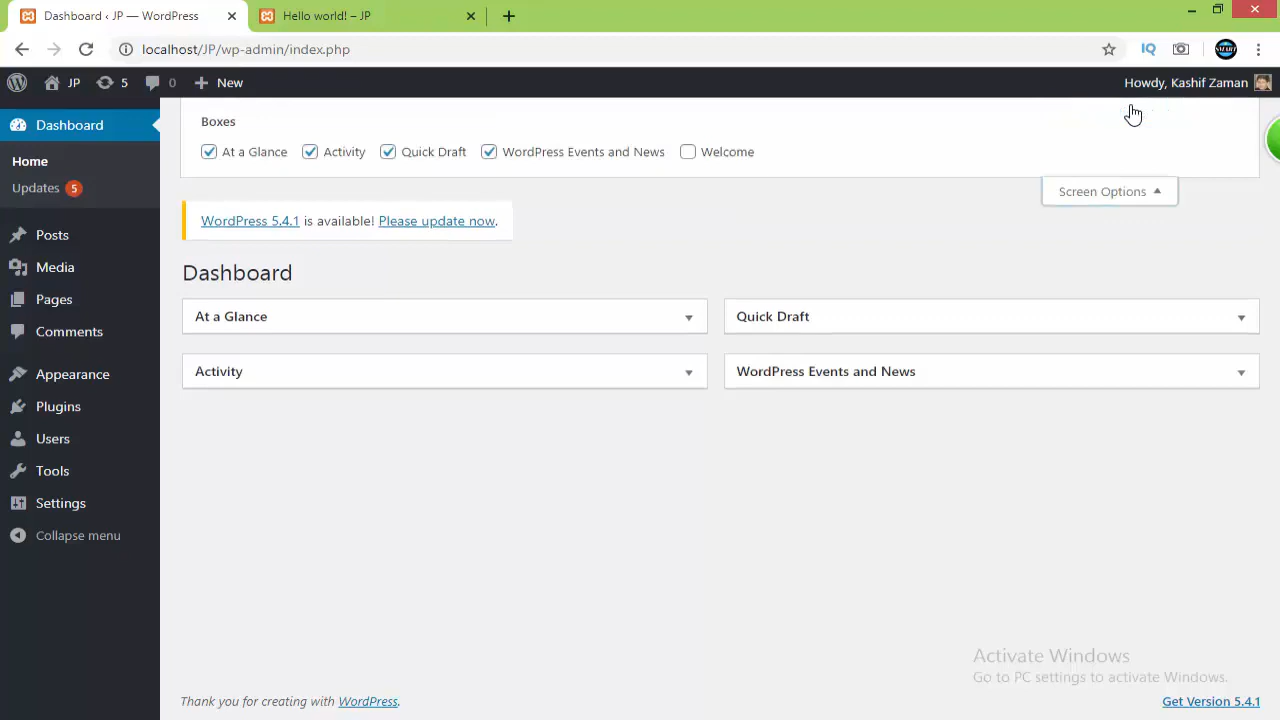 Dashboard ‹ JP — WordPress
Hello world! – JP
localhost/JP/wp-admin/index.php
IQ
JP
5
0
New
Howdy, Kashif Zaman
Dashboard
Home
Updates 5
Posts
Media
Pages
Comments
Appearance
Plugins
Users
Tools
Settings
Collapse menu
Boxes
At a Glance Activity Quick Draft WordPress Events and News Welcome
Screen Options
WordPress 5.4.1 is available! Please update now.
Dashboard
At a Glance
Quick Draft
Activity
WordPress Events and News
Activate Windows
Go to PC settings to activate Windows.
Thank you for creating with WordPress.
Get Version 5.4.1